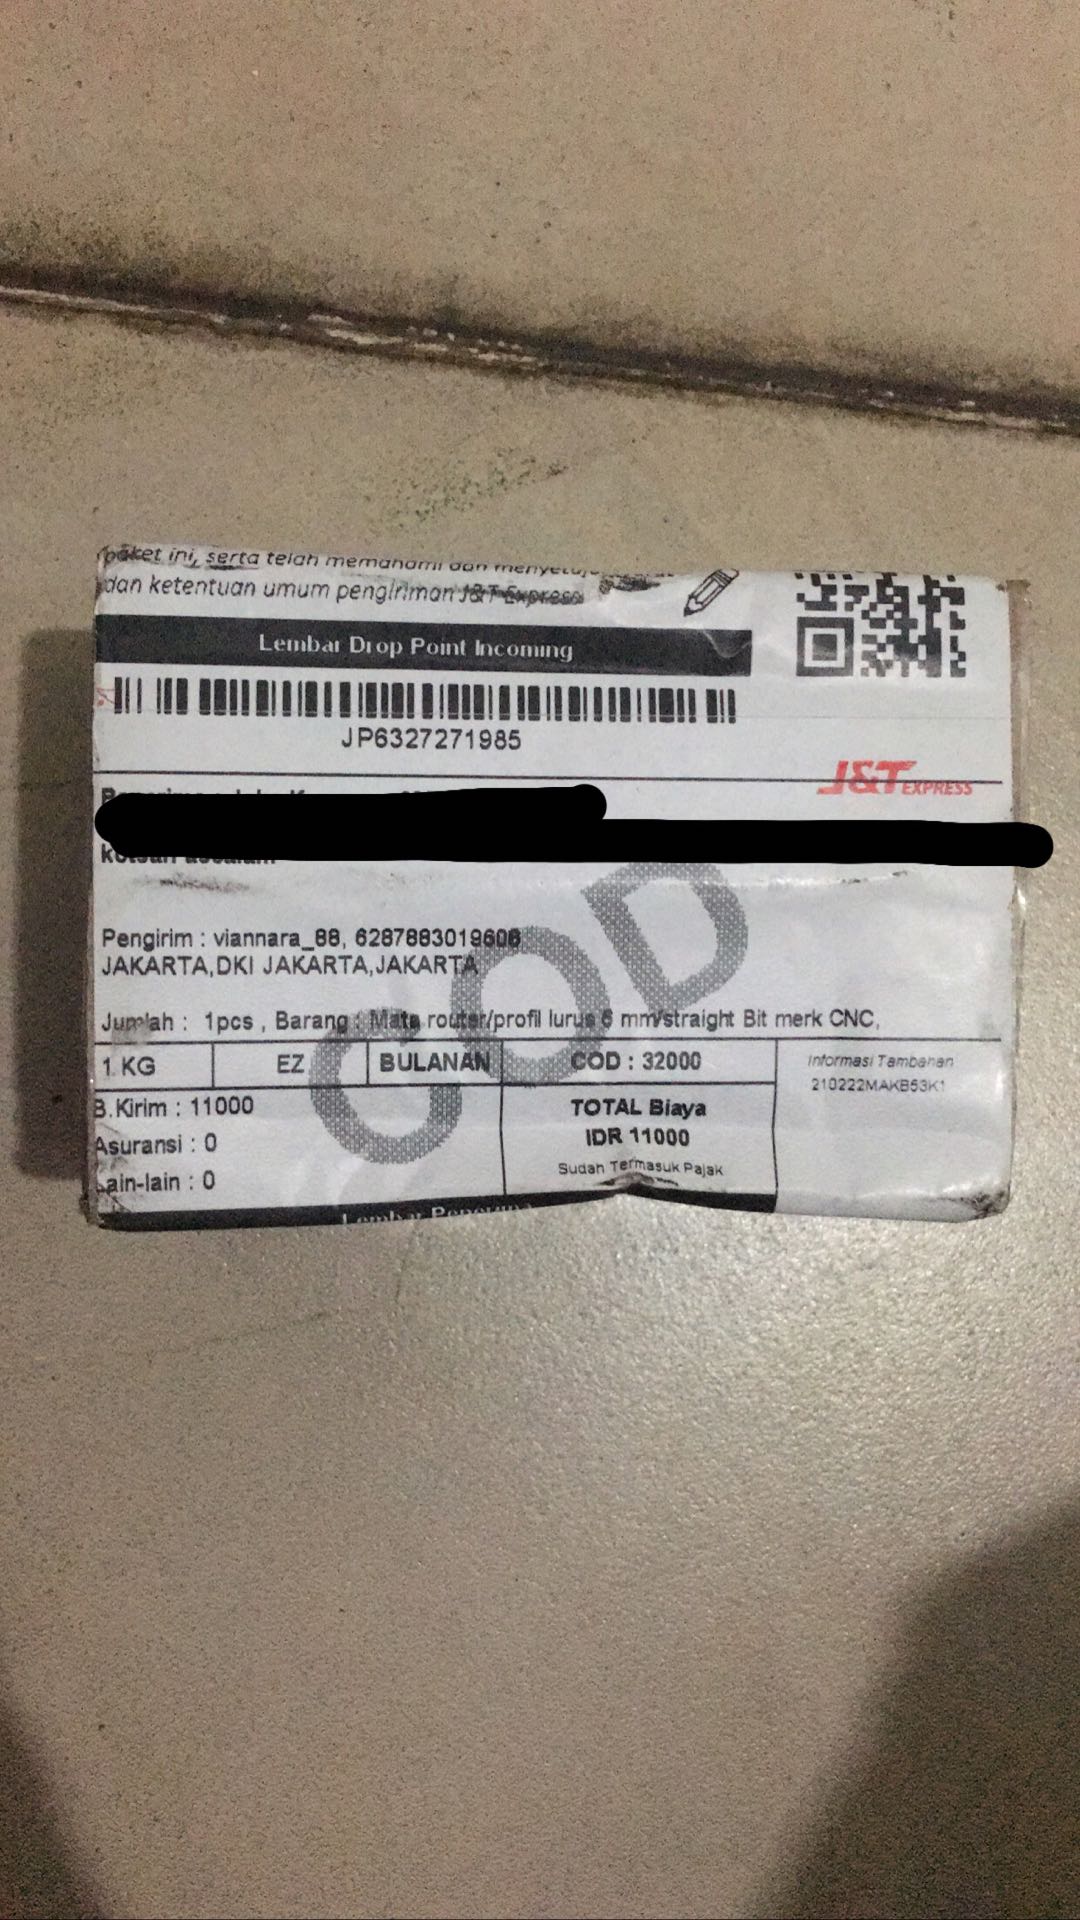 paket ini, serta telah memahami dan menyetujui
dan ketentuan umum pengiriman J&T Express
Lembar Drop Point Incoming
JP6327271985
J&T EXPRESS
Pengirim : viannara_88, 6287883019606
JAKARTA,DKI JAKARTA,JAKARTA
COD
Jumlah : 1pcs , Barang : Mata router/profil lurus 6 mm/straight Bit merk CNC,
1 KG EZ BULANAN COD : 32000
Informasi Tambahan
210222MAKB53K1
B.Kirim : 11000
TOTAL Biaya
IDR 11000
Asuransi : 0
Sudah Termasuk Pajak
Lain-lain : 0
Lembar Penerima